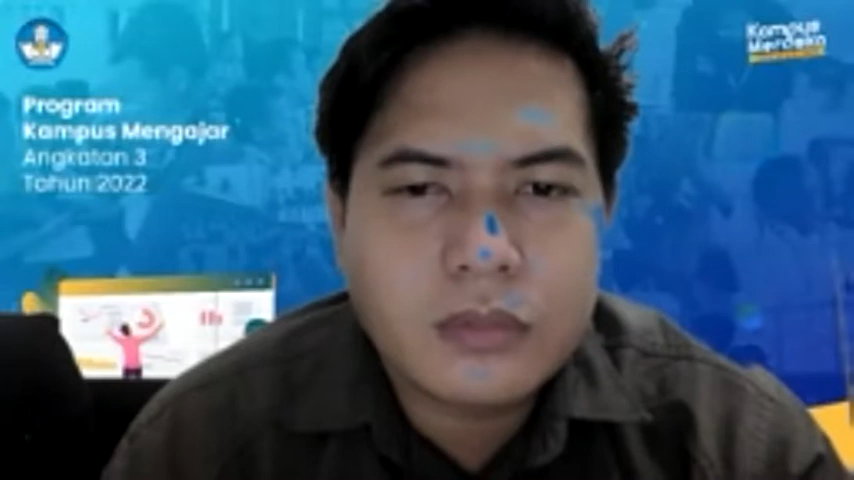 Program
Kampus Mengajar
Angkatan 3
Tahun 2022
Kampus
Merdeka